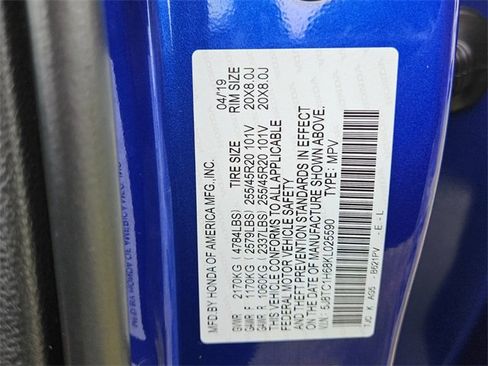 MFD.BY HONDA OF AMERICA MFG.,INC. 04/19
TIRE SIZE RIM SIZE
GVWR 2170KG ( 4784LBS)
GAWR F 1170KG ( 2579LBS) 255/45R20 101V 20X8.0J
GAWR R 1060KG ( 2337LBS) 255/45R20 101V 20X8.0J
THIS VEHICLE CONFORMS TO ALL APPLICABLE
FEDERAL MOTOR VEHICLE SAFETY
AND THEFT PREVENTION STANDARDS IN EFFECT
ON THE DATE OF MANUFACTURE SHOWN ABOVE.
V.I.N: 5J8TC1H68KL025590 TYPE: MPV
TJC K AG5 - B621PV - E - L